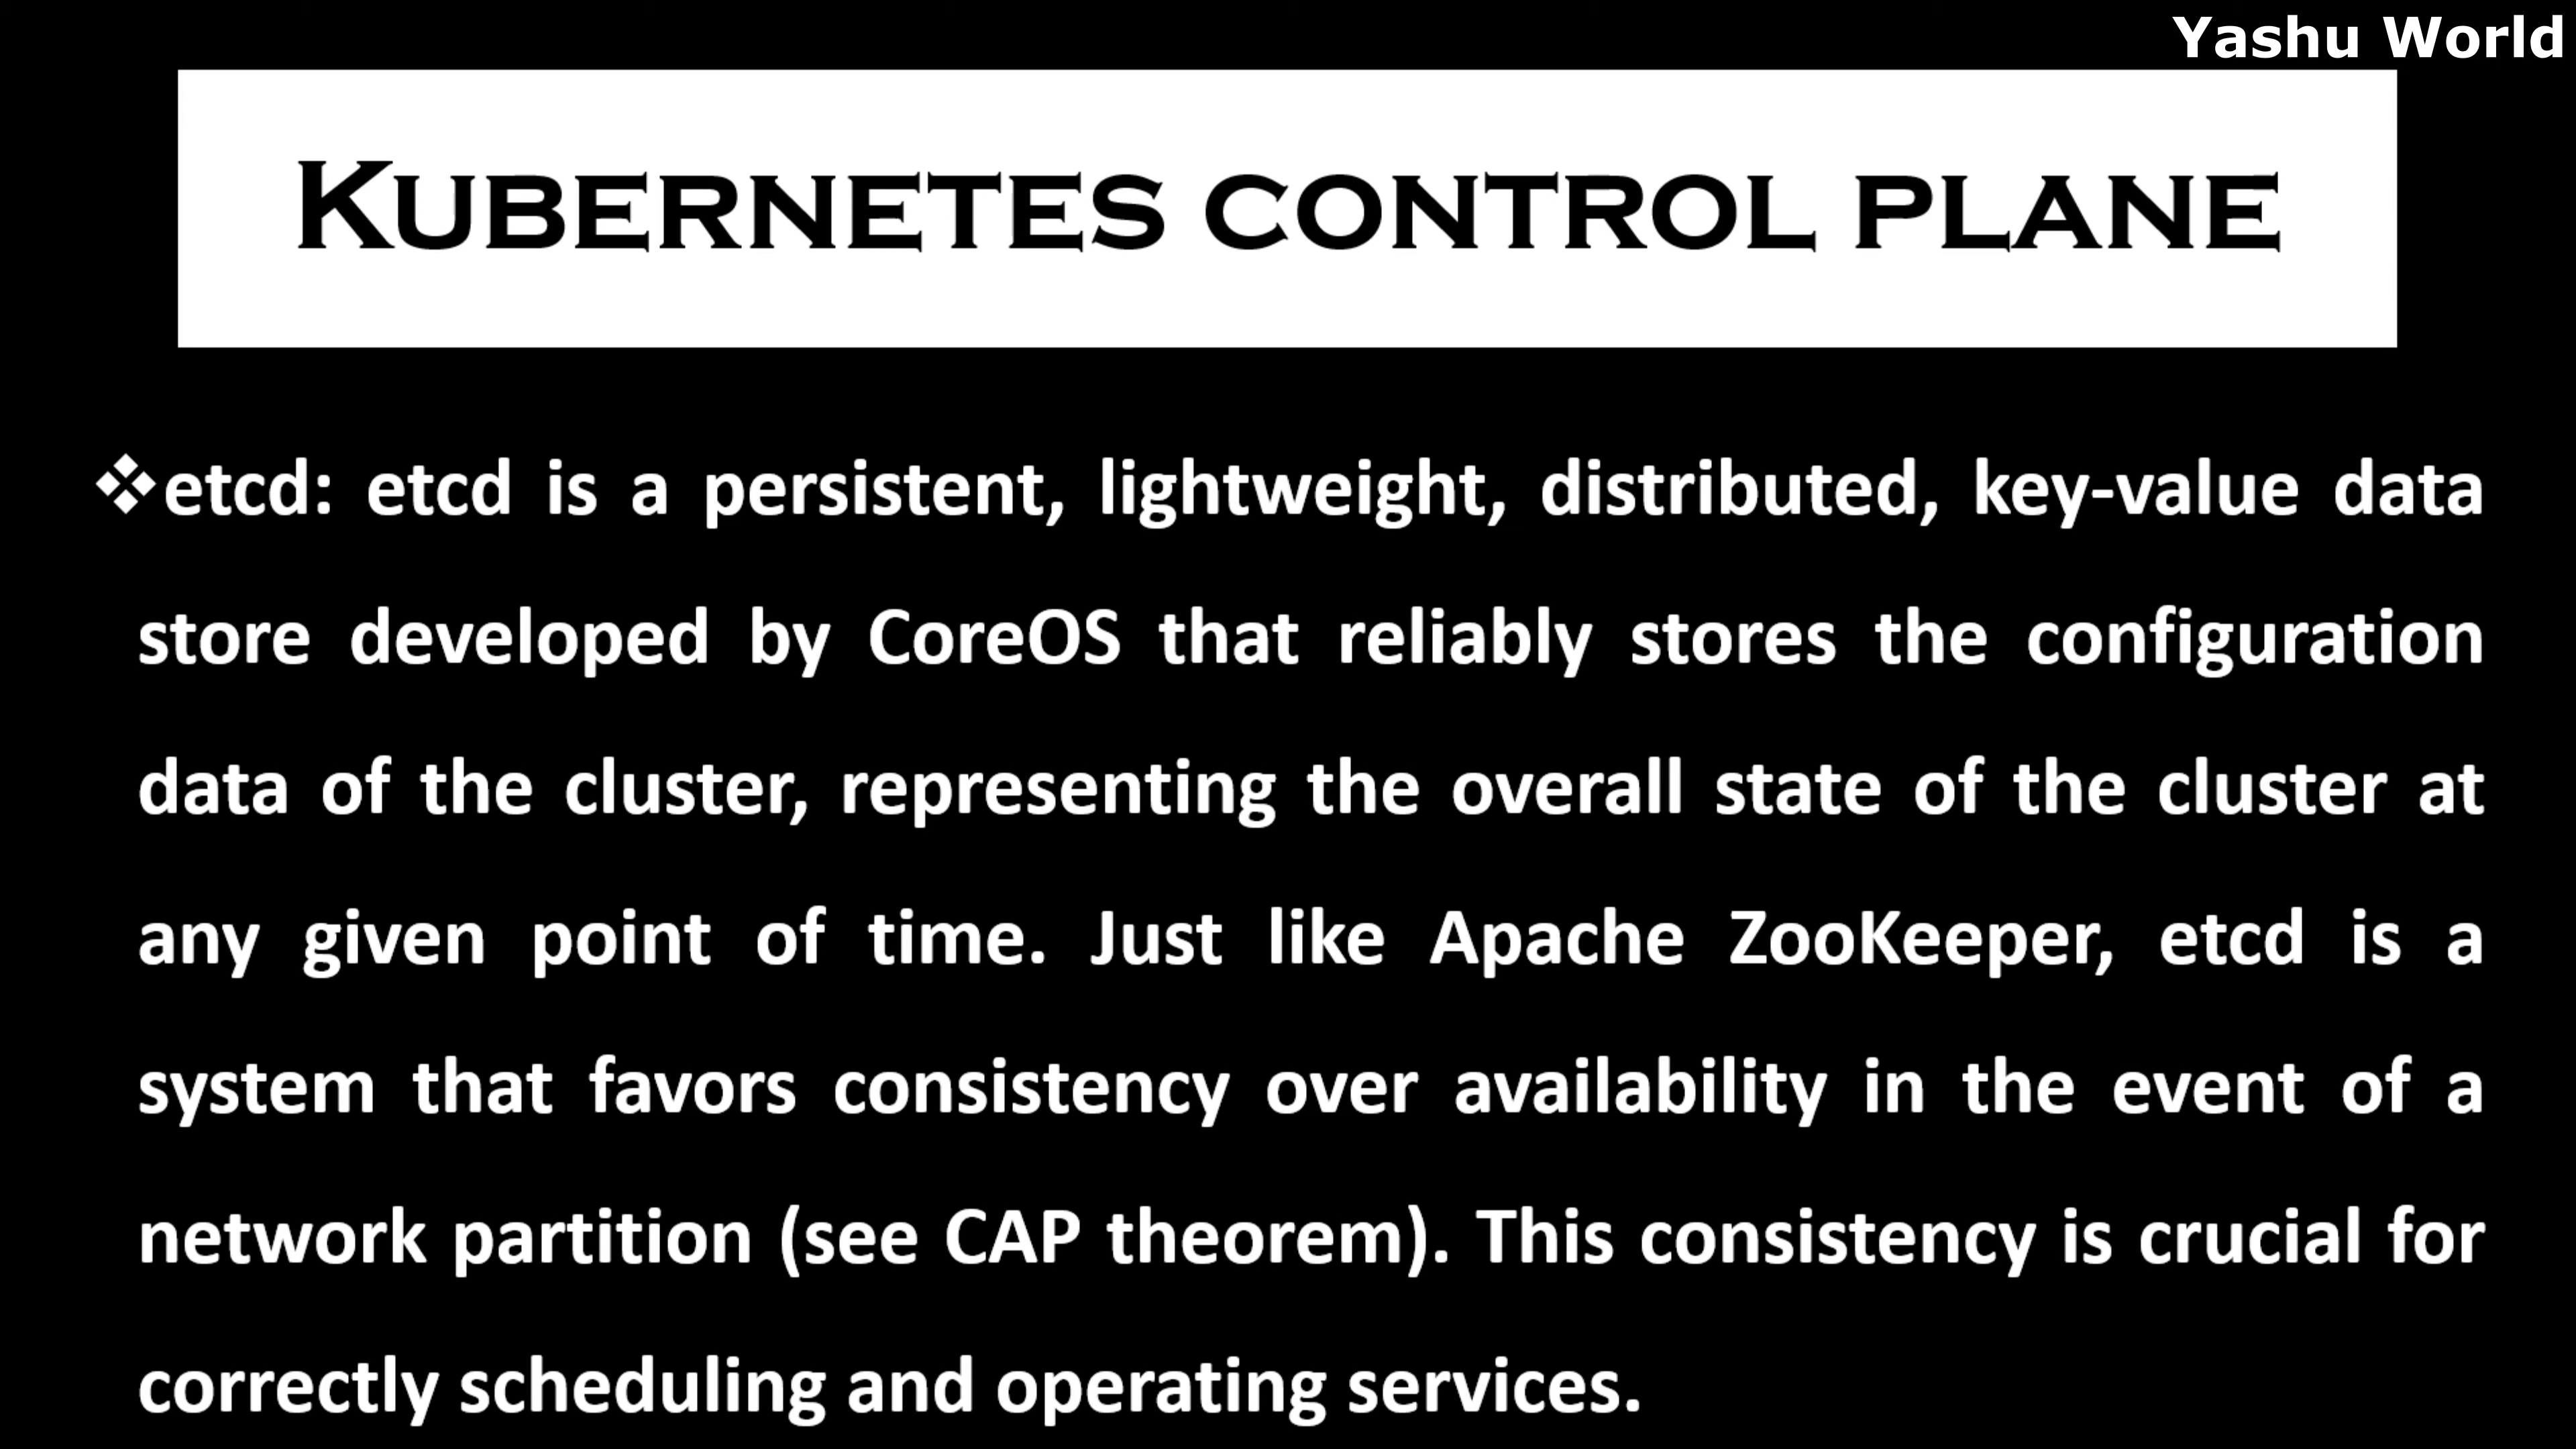 Yashu World
KUBERNETES CONTROL PLANE
❖etcd: etcd is a persistent, lightweight, distributed, key-value data
store developed by CoreOS that reliably stores the configuration
data of the cluster, representing the overall state of the cluster at
any given point of time. Just like Apache ZooKeeper, etcd is a
system that favors consistency over availability in the event of a
network partition (see CAP theorem). This consistency is crucial for
correctly scheduling and operating services.